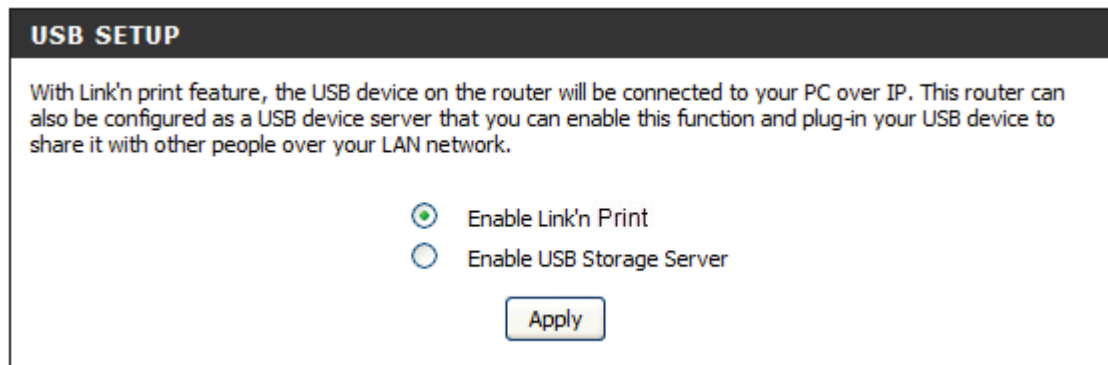 USB SETUP
With Link'n print feature, the USB device on the router will be connected to your PC over IP. This router can
also be configured as a USB device server that you can enable this function and plug-in your USB device to
share it with other people over your LAN network.
Enable Link'n Print
Enable USB Storage Server
Apply